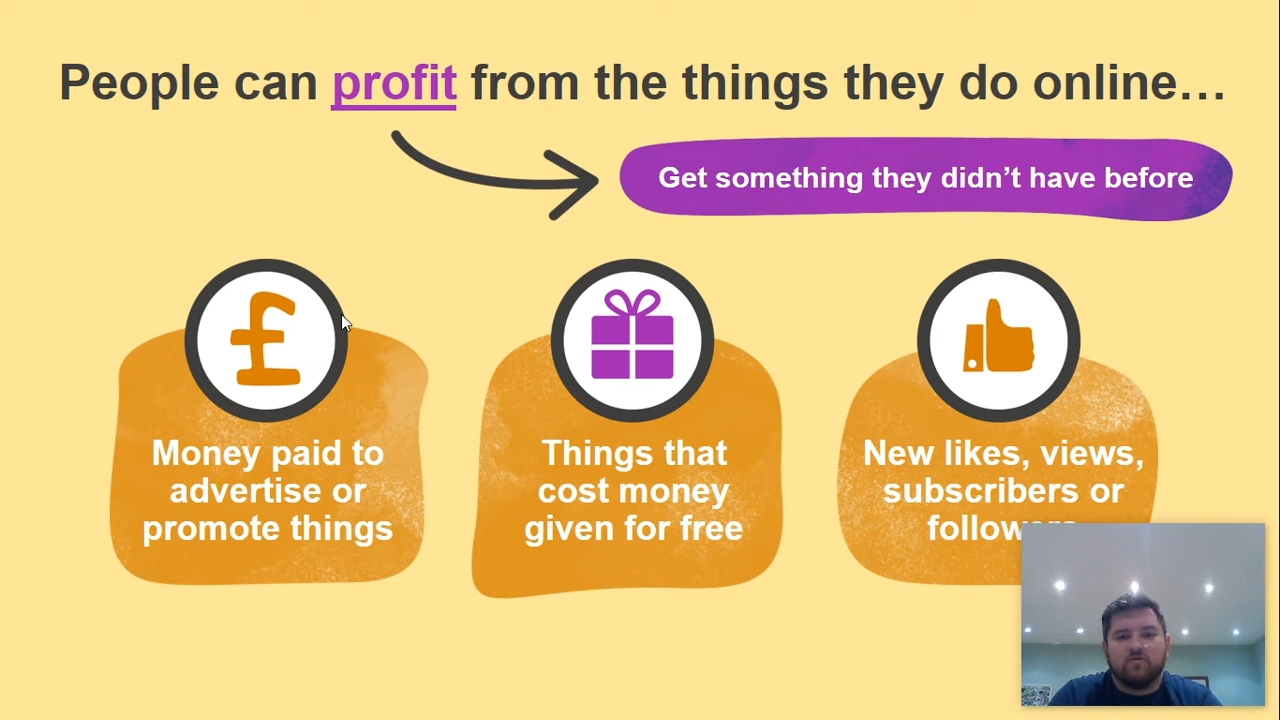 People can profit from the things they do online…
Get something they didn’t have before
£
Money paid to
advertise or
promote things
Things that
cost money
given for free
New likes, views,
subscribers or
followers